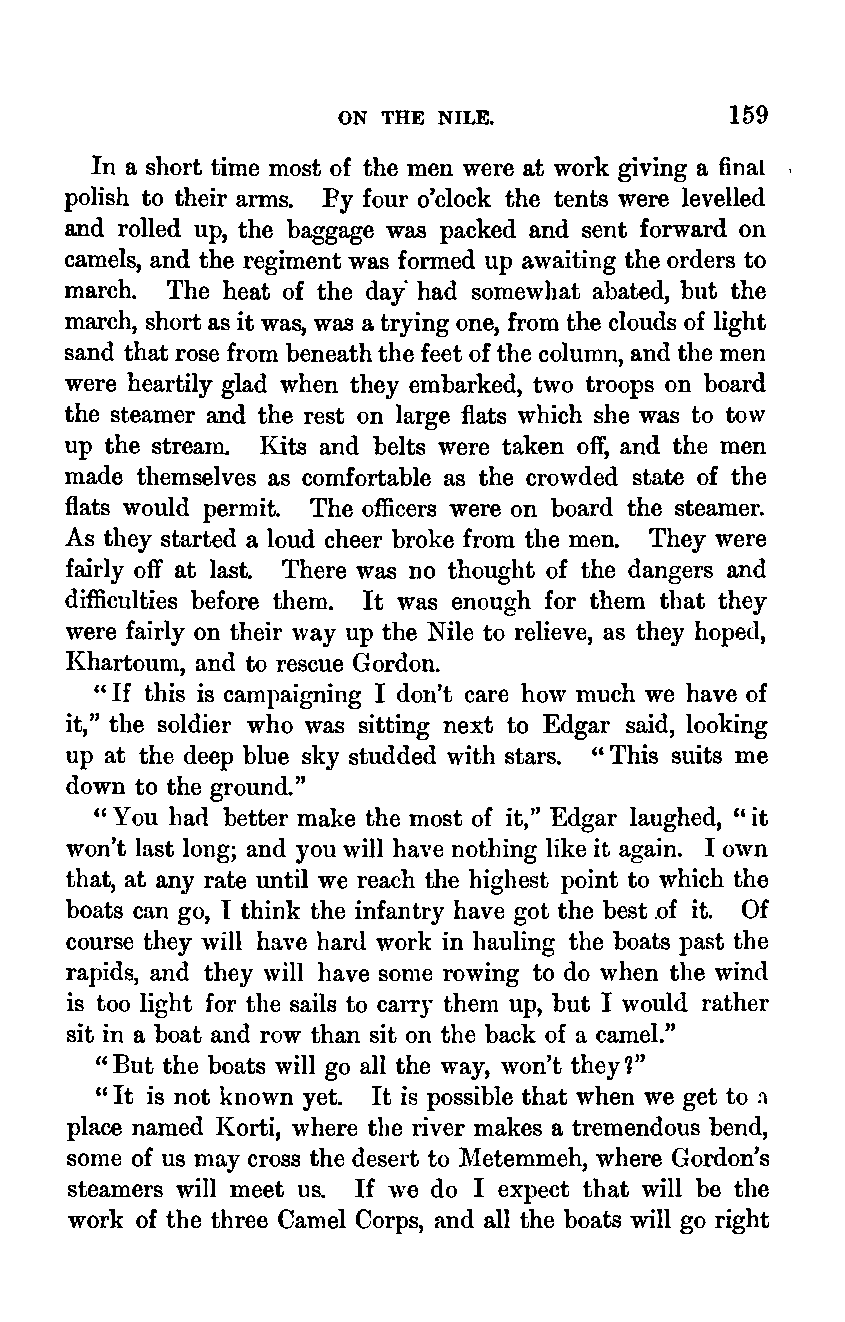 ON THE NILE. 159
In a short time most of the men were at work giving a final
polish to their arms. By four o'clock the tents were levelled
and rolled up, the baggage was packed and sent forward on
camels, and the regiment was formed up awaiting the orders to
march. The heat of the day had somewhat abated, but the
march, short as it was, was a trying one, from the clouds of light
sand that rose from beneath the feet of the column, and the men
were heartily glad when they embarked, two troops on board
the steamer and the rest on large flats which she was to tow
up the stream. Kits and belts were taken off, and the men
made themselves as comfortable as the crowded state of the
flats would permit. The officers were on board the steamer.
As they started a loud cheer broke from the men. They were
fairly off at last. There was no thought of the dangers and
difficulties before them. It was enough for them that they
were fairly on their way up the Nile to relieve, as they hoped,
Khartoum, and to rescue Gordon.
"If this is campaigning I don't care how much we have of
it," the soldier who was sitting next to Edgar said, looking
up at the deep blue sky studded with stars. "This suits me
down to the ground."
"You had better make the most of it," Edgar laughed, "it
won't last long; and you will have nothing like it again. I own
that, at any rate until we reach the highest point to which the
boats can go, I think the infantry have got the best of it. Of
course they will have hard work in hauling the boats past the
rapids, and they will have some rowing to do when the wind
is too light for the sails to carry them up, but I would rather
sit in a boat and row than sit on the back of a camel."
"But the boats will go all the way, won't they?"
"It is not known yet. It is possible that when we get to a
place named Korti, where the river makes a tremendous bend,
some of us may cross the desert to Metemmeh, where Gordon's
steamers will meet us. If we do I expect that will be the
work of the three Camel Corps, and all the boats will go right